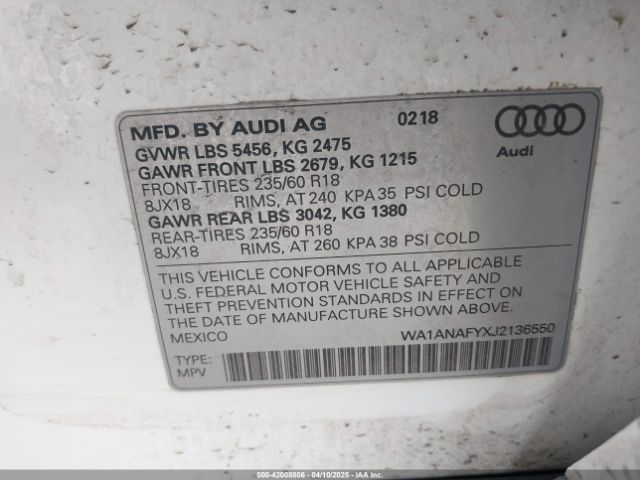 MFD. BY AUDI AG 0218
Audi
GVWR LBS 5456, KG 2475
GAWR FRONT LBS 2679, KG 1215
FRONT-TIRES 235/60 R18
8JX18 RIMS, AT 240 KPA 35 PSI COLD
GAWR REAR LBS 3042, KG 1380
REAR-TIRES 235/60 R18
8JX18 RIMS, AT 260 KPA 38 PSI COLD
THIS VEHICLE CONFORMS TO ALL APPLICABLE
U.S. FEDERAL MOTOR VEHICLE SAFETY AND
THEFT PREVENTION STANDARDS IN EFFECT ON
THE DATE OF MANUFACTURE SHOWN ABOVE.
MEXICO WA1ANAFYXJ2136550
TYPE:
MPV
000-42008806 - 04/10/2025 - IAA Inc.